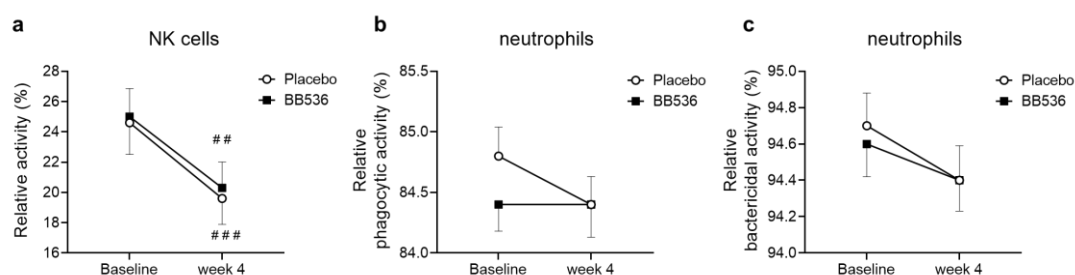 a
NK cells
Relative activity (%)
28
26
24
22
20
18
16
Placebo
BB536
# #
# # #
Baseline
week 4
b
neutrophils
Relative
phagocytic activity (%)
85.5
85.0
84.5
84.0
Placebo
BB536
Baseline
week 4
c
neutrophils
Relative
bactericidal activity (%)
95.0
94.8
94.6
94.4
94.2
94.0
Placebo
BB536
Baseline
week 4